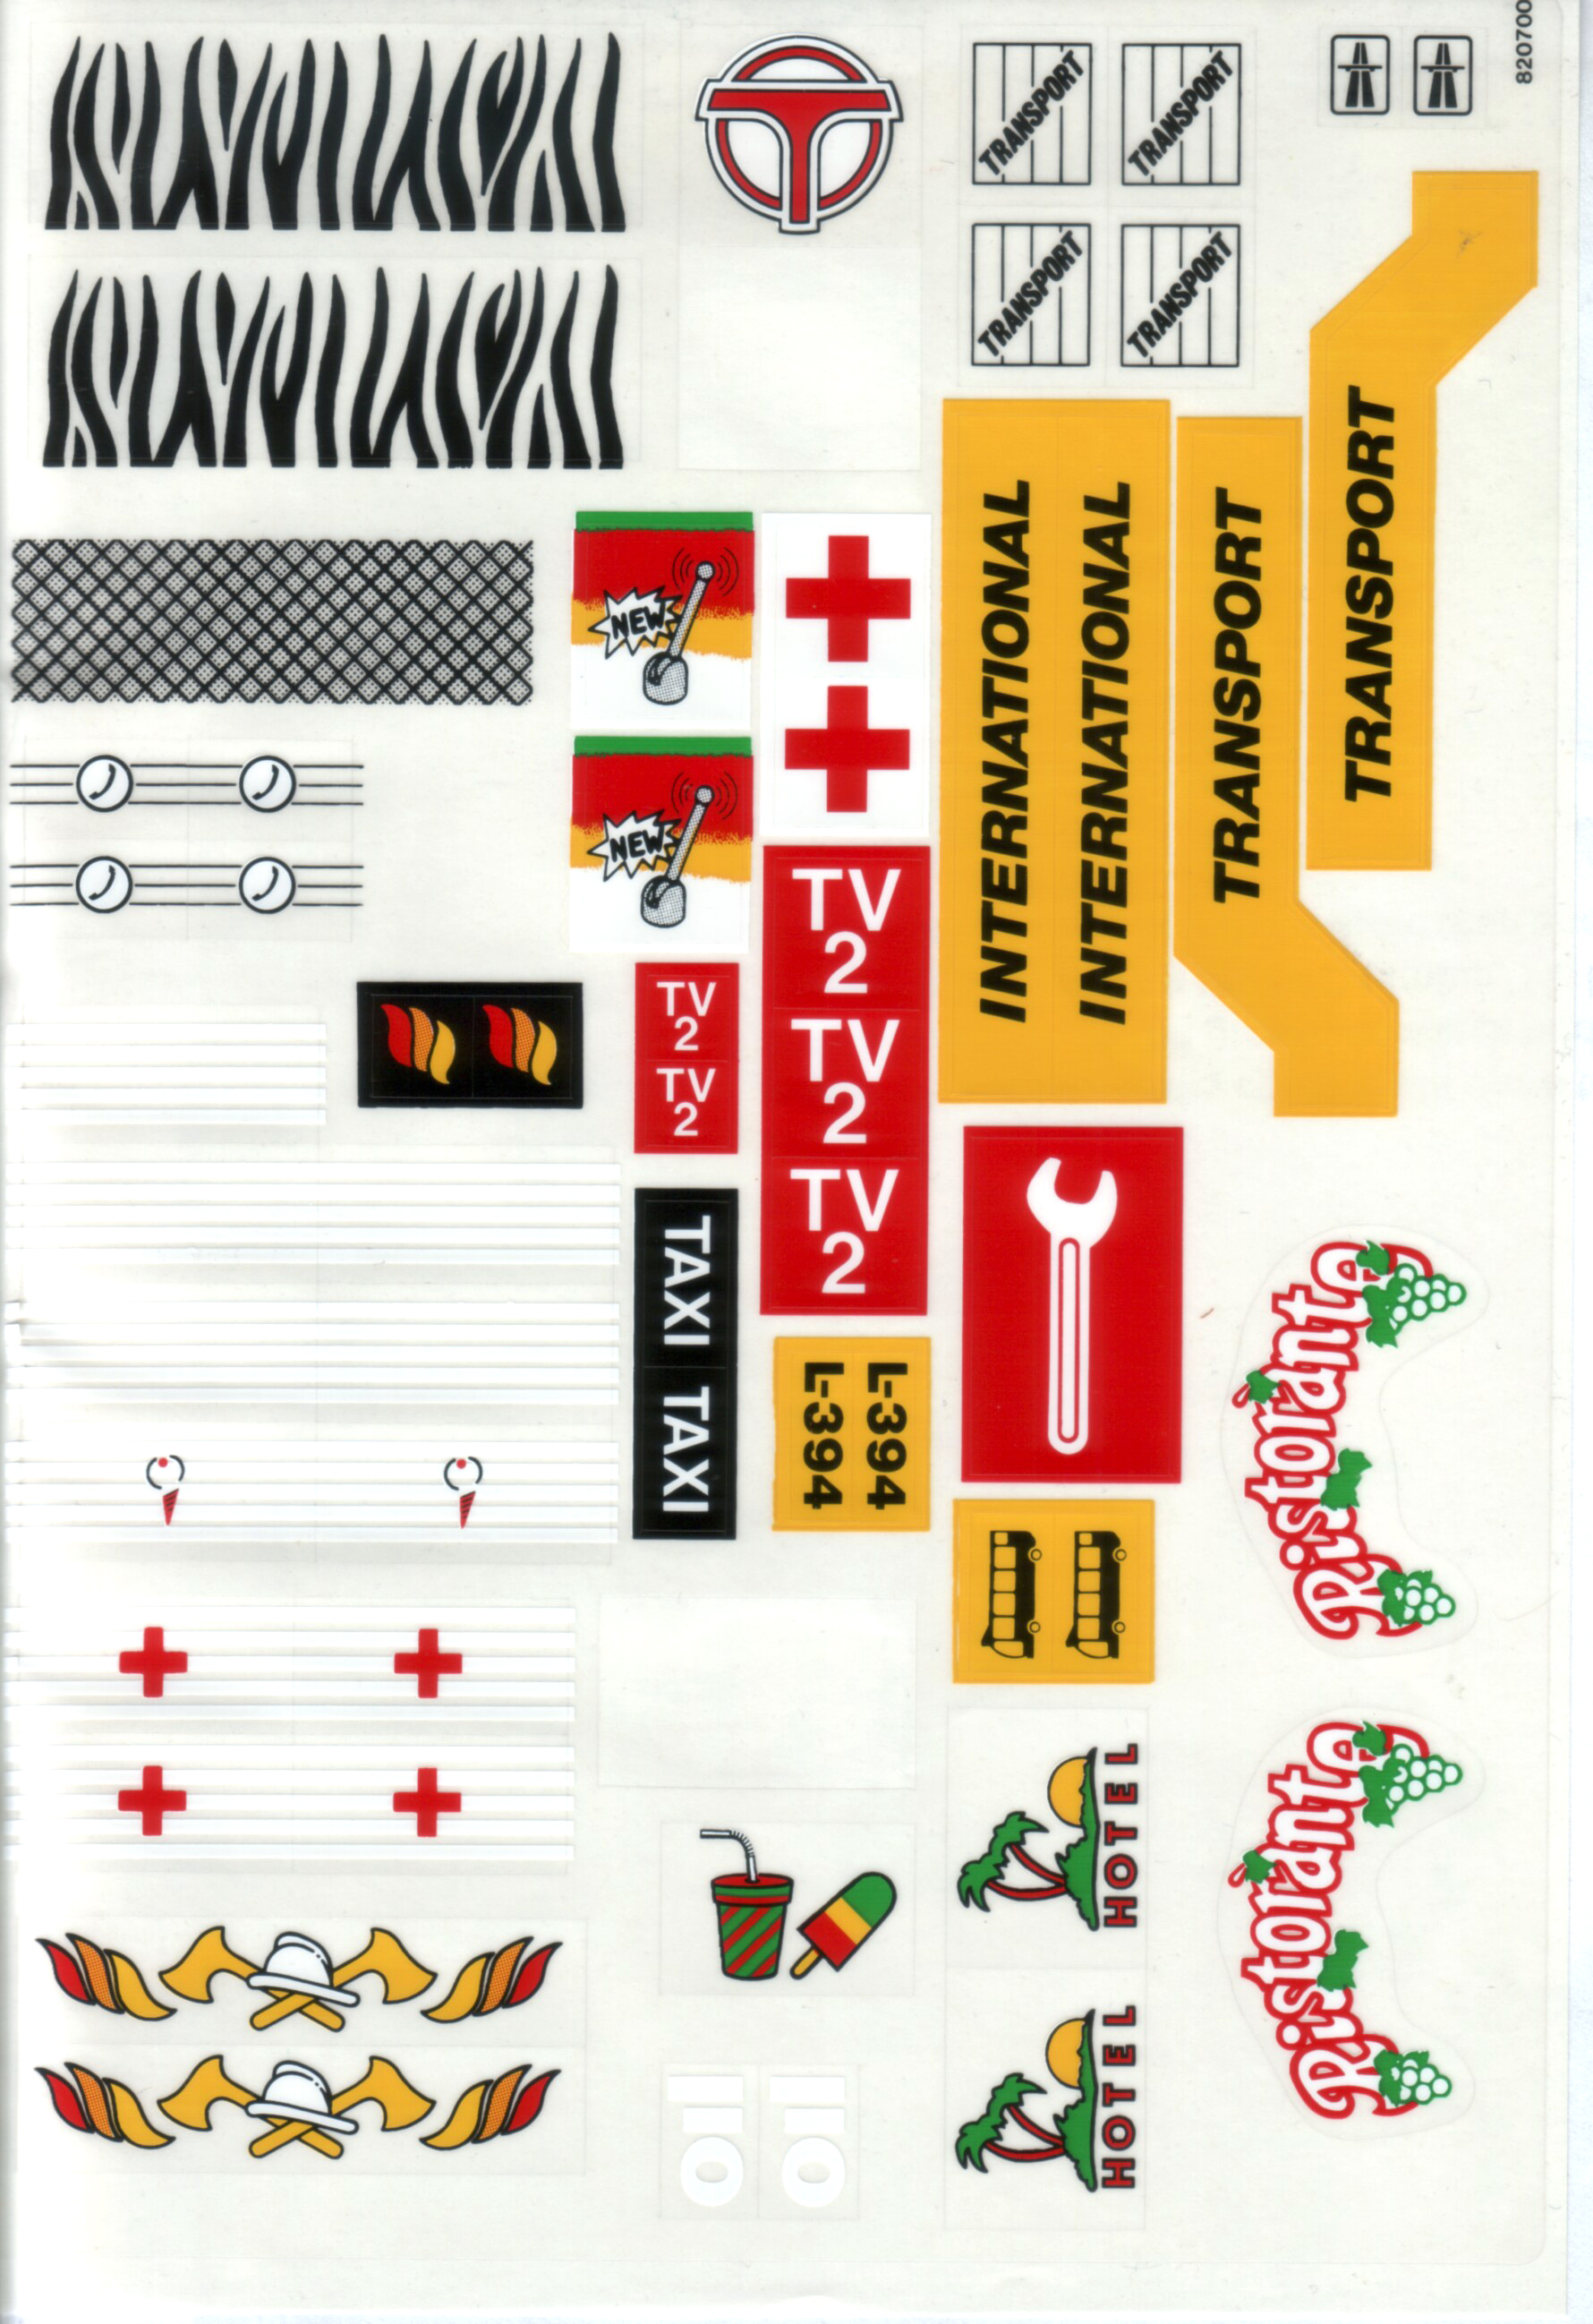 820700
TRANSPORT
TRANSPORT
TRANSPORT
TRANSPORT
TRANSPORT
TRANSPORT
INTERNATIONAL
INTERNATIONAL
NEW
NEW
TV
2
TV
2
TV
2
TV
2
TV
2
TAXI
TAXI
L-394
L-394
Ristorante
Ristorante
HOTEL
HOTEL